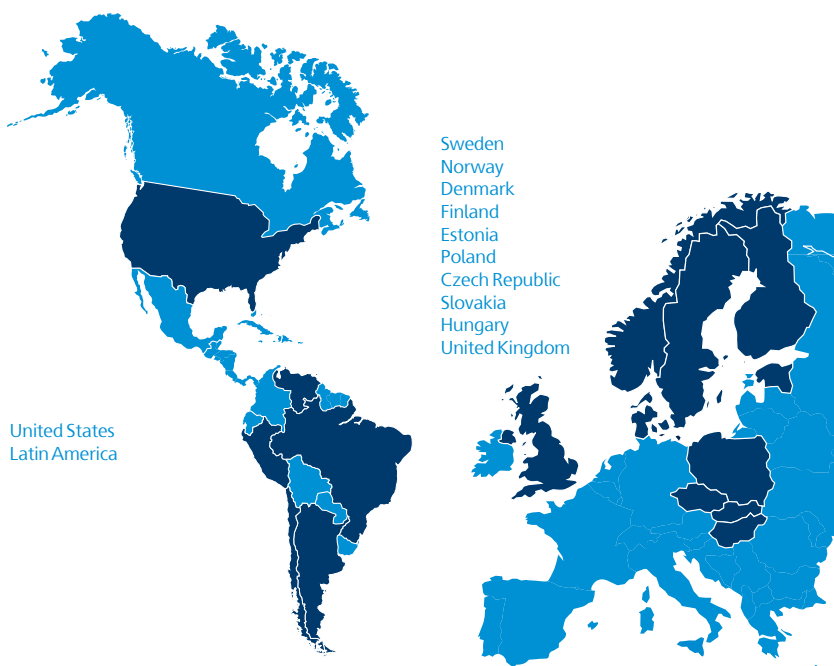 Sweden
Norway
Denmark
Finland
Estonia
Poland
Czech Republic
Slovakia
Hungary
United Kingdom
United States
Latin America